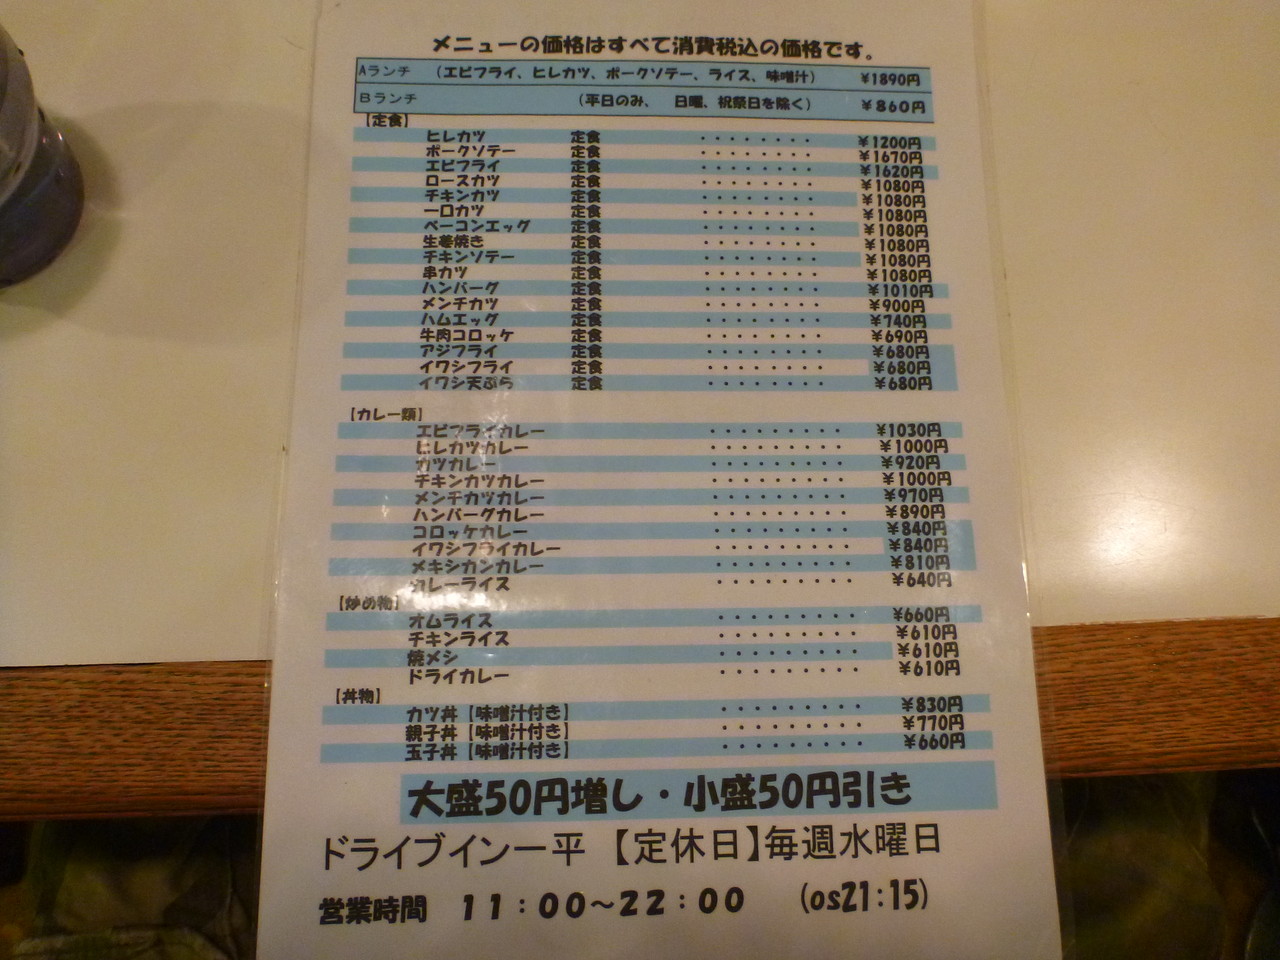 メニューの価格はすべて消費税込の価格です。
Aランチ (エビフライ、ヒレカツ、ポークソテー、ライス、味噌汁) ¥1890円
Bランチ (平日のみ、 日曜、祝祭日を除く) ¥860円
【定食】
ヒレカツ 定食 ・・・・・・・・ ¥1200円
ポークソテー 定食 ・・・・・・・・ ¥1670円
エビフライ 定食 ・・・・・・・・ ¥1620円
ロースカツ 定食 ・・・・・・・・ ¥1080円
チキンカツ 定食 ・・・・・・・・ ¥1080円
一口カツ 定食 ・・・・・・・・ ¥1080円
ベーコンエッグ 定食 ・・・・・・・・ ¥1080円
生姜焼き 定食 ・・・・・・・・ ¥1080円
チキンソテー 定食 ・・・・・・・・ ¥1080円
串カツ 定食 ・・・・・・・・ ¥1080円
ハンバーグ 定食 ・・・・・・・・ ¥1010円
メンチカツ 定食 ・・・・・・・・ ¥900円
ハムエッグ 定食 ・・・・・・・・ ¥740円
牛肉コロッケ 定食 ・・・・・・・・ ¥690円
アジフライ 定食 ・・・・・・・・ ¥680円
イワシフライ 定食 ・・・・・・・・ ¥680円
イワシ天ぷら 定食 ・・・・・・・・ ¥680円
【カレー類】
エビフライカレー ・・・・・・・・・ ¥1030円
ヒレカツカレー ・・・・・・・・・ ¥1000円
カツカレー ・・・・・・・・・ ¥920円
チキンカツカレー ・・・・・・・・・ ¥1000円
メンチカツカレー ・・・・・・・・・ ¥970円
ハンバーグカレー ・・・・・・・・・ ¥890円
コロッケカレー ・・・・・・・・・ ¥840円
イワシフライカレー ・・・・・・・・・ ¥840円
メキシカンカレー ・・・・・・・・・ ¥810円
カレーライス ・・・・・・・・・ ¥640円
【炒め物】
オムライス ・・・・・・・・・ ¥660円
チキンライス ・・・・・・・・・ ¥610円
焼メシ ・・・・・・・・・ ¥610円
ドライカレー ・・・・・・・・・ ¥610円
【丼物】
カツ丼【味噌汁付き】 ・・・・・・・・・ ¥830円
親子丼【味噌汁付き】 ・・・・・・・・・ ¥770円
玉子丼【味噌汁付き】 ・・・・・・・・・ ¥660円
大盛50円増し・小盛50円引き
ドライブイン一平 【定休日】毎週水曜日
営業時間 11：00～22：00 (os21:15)